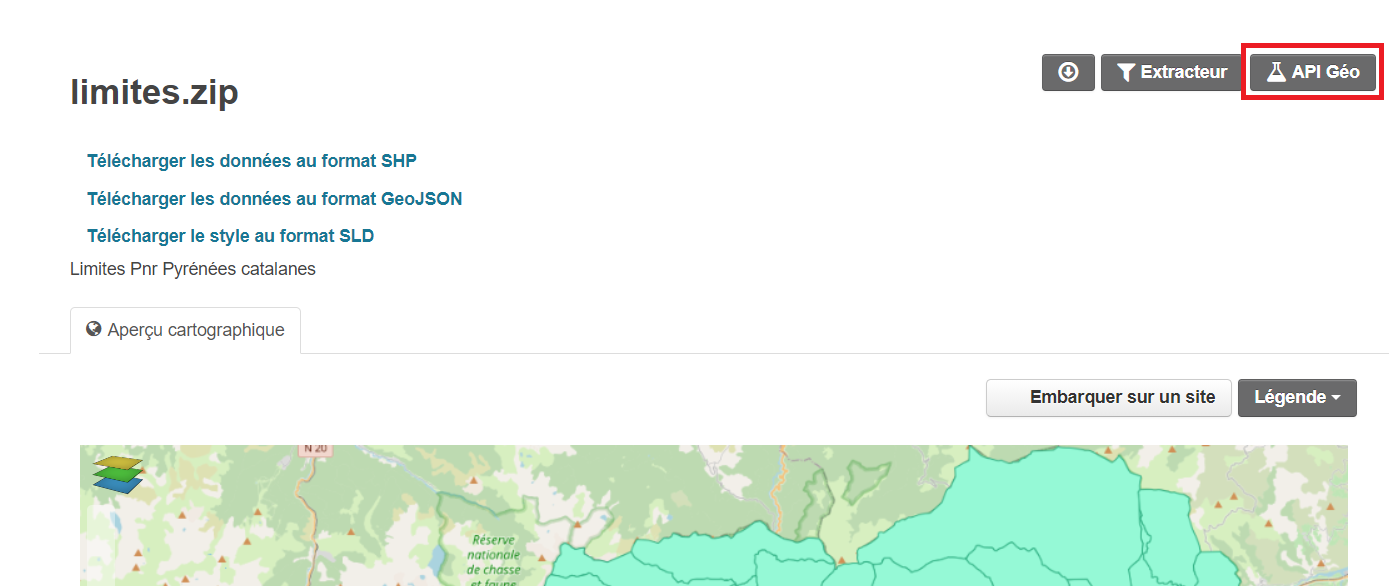 limites.zip
Extracteur
API Géo
Télécharger les données au format SHP
Télécharger les données au format GeoJSON
Télécharger le style au format SLD
Limites Pnr Pyrénées catalanes
Aperçu cartographique
Embarquer sur un site
Légende
N 20
Réserve
nationale
de chasse
et faune